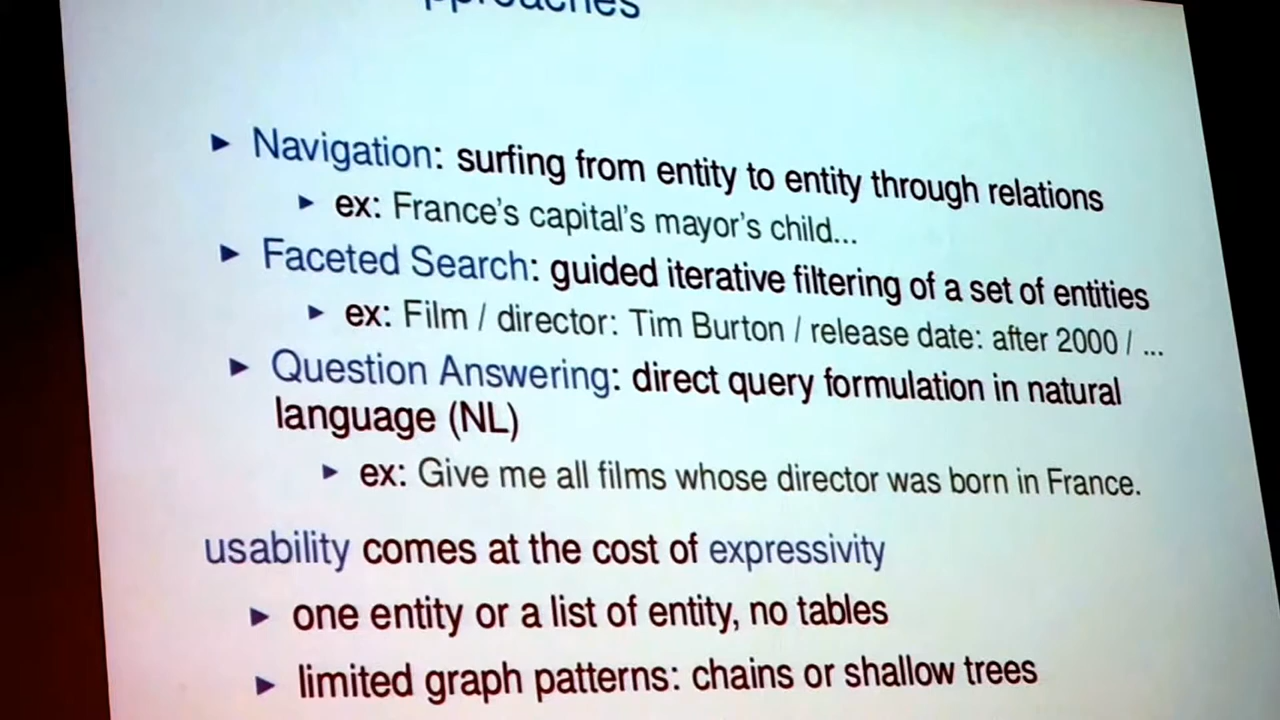 ► Navigation: surfing from entity to entity through relations
► ex: France's capital's mayor's child...
► Faceted Search: guided iterative filtering of a set of entities
► ex: Film / director: Tim Burton / release date: after 2000 / ...
► Question Answering: direct query formulation in natural
language (NL)
► ex: Give me all films whose director was born in France.
usability comes at the cost of expressivity
► one entity or a list of entity, no tables
► limited graph patterns: chains or shallow trees